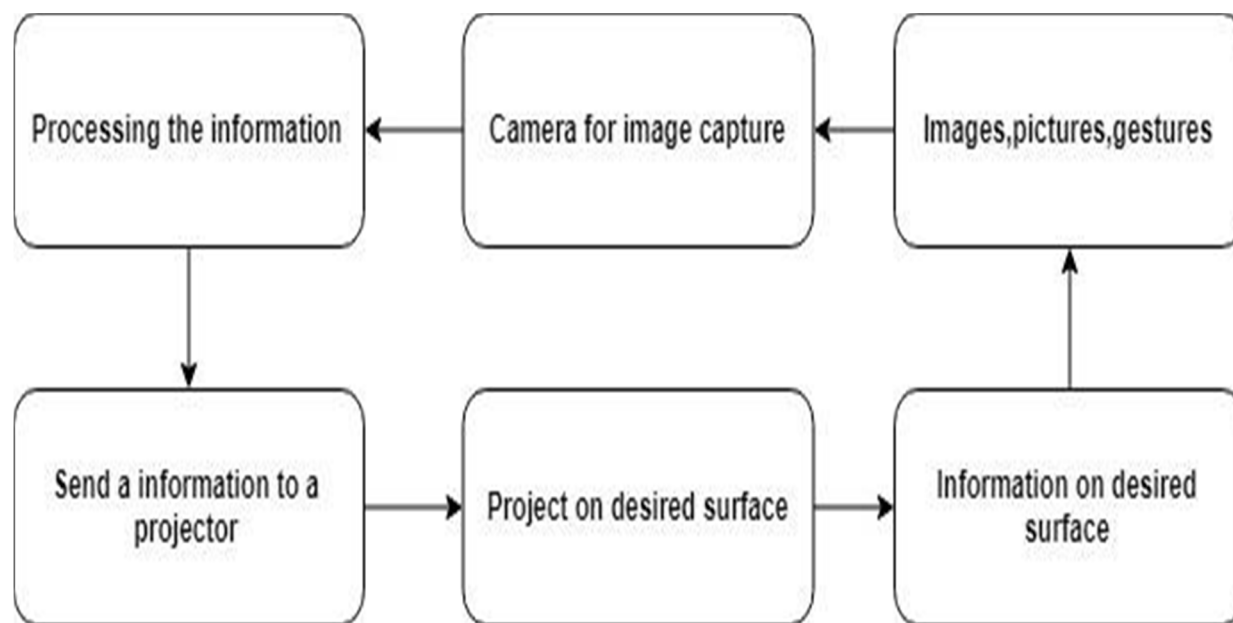 Processing the information
Camera for image capture
Images,pictures,gestures
Send a information to a
projector
Project on desired surface
Information on desired
surface